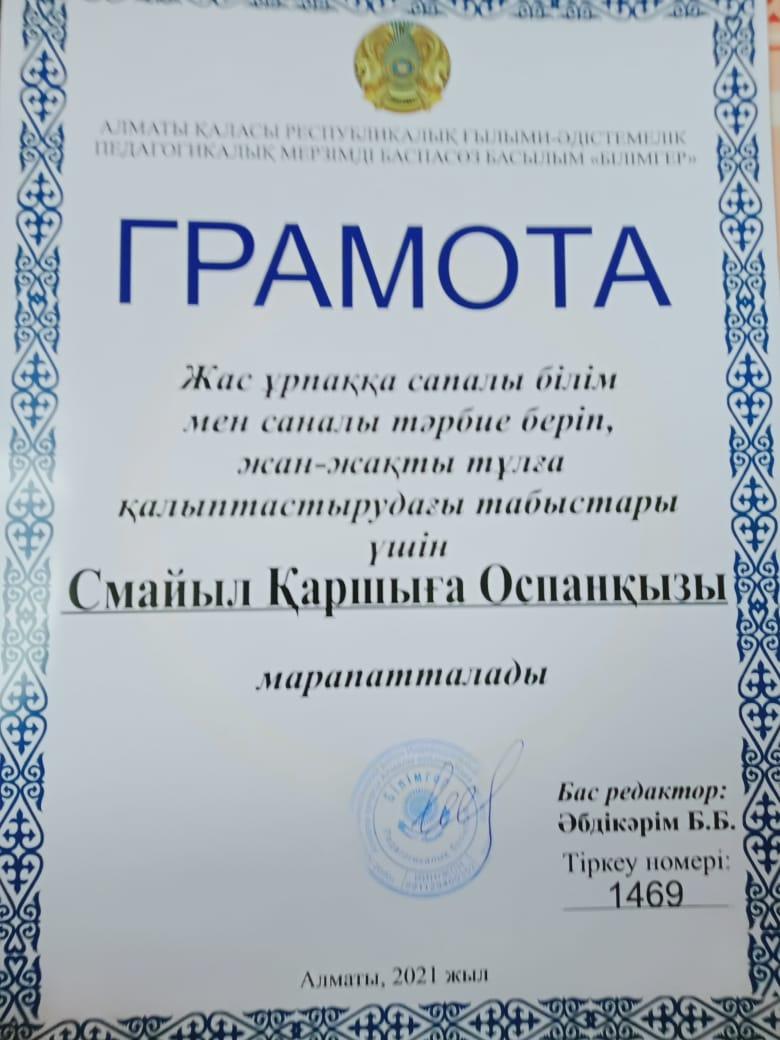 АЛМАТЫ ҚАЛАСЫ РЕСПУБЛИКАЛЫҚ ҒЫЛЫМИ-ӘДІСТЕМЕЛІК
ПЕДАГОГИКАЛЫҚ МЕРЗІМДІ БАСПАСӨЗ БАСЫЛЫМ «БІЛІМГЕР»
ГРАМОТА
Жас ұрпаққа сапалы білім
мен саналы тәрбие беріп,
жан-жақты тұлға
қалыптастырудағы табыстары
үшін
Смайыл Қаршыға Оспанқызы
марапатталады
Білімгер
Бас редактор:
Әбдікәрім Б.Б.
Тіркеу номері:
1469
Алматы, 2021 жыл